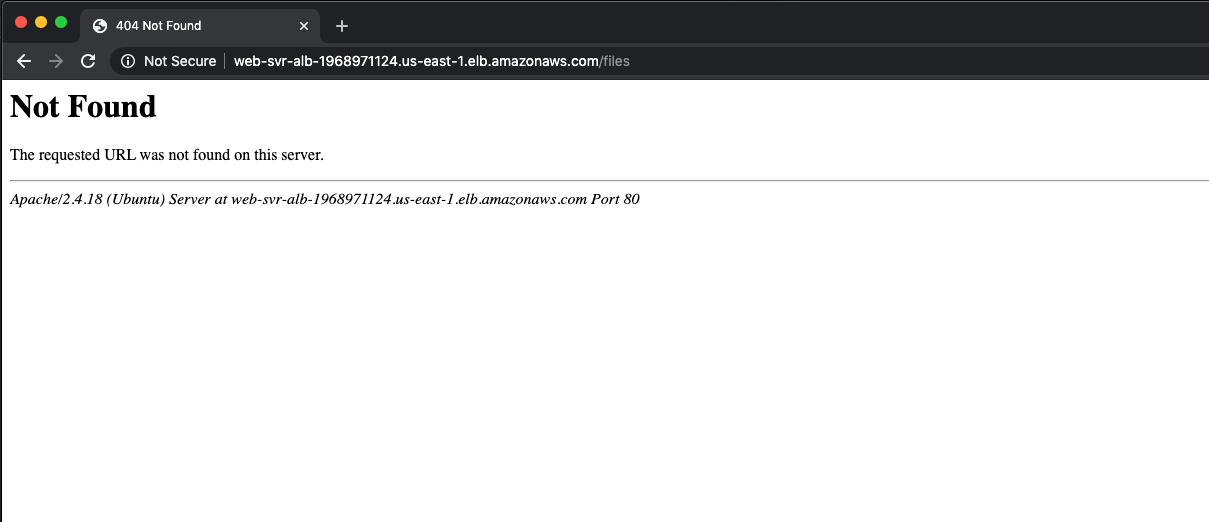 404 Not Found
Not Secure web-svr-alb-1968971124.us-east-1.elb.amazonaws.com/files
Not Found
The requested URL was not found on this server.
Apache/2.4.18 (Ubuntu) Server at web-svr-alb-1968971124.us-east-1.elb.amazonaws.com Port 80